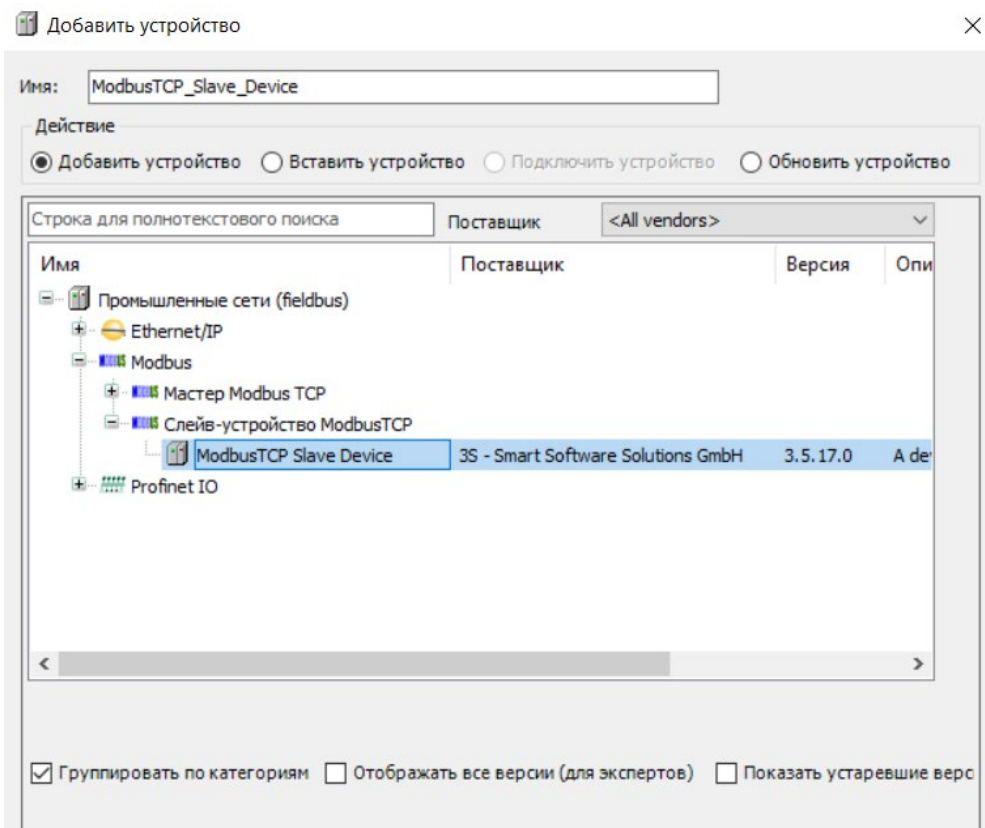 Добавить устройство
Имя: ModbusTCP_Slave_Device
Действие
Добавить устройство Вставить устройство Подключить устройство Обновить устройство
Строка для полнотекстового поиска Поставщик <All vendors>
Имя Поставщик Версия Опи
Промышленные сети (fieldbus)
Ethernet/IP
Modbus
Мастер Modbus TCP
Слейв-устройство ModbusTCP
ModbusTCP Slave Device 3S - Smart Software Solutions GmbH 3.5.17.0 A de
Profinet IO
Группировать по категориям Отображать все версии (для экспертов) Показать устаревшие верс